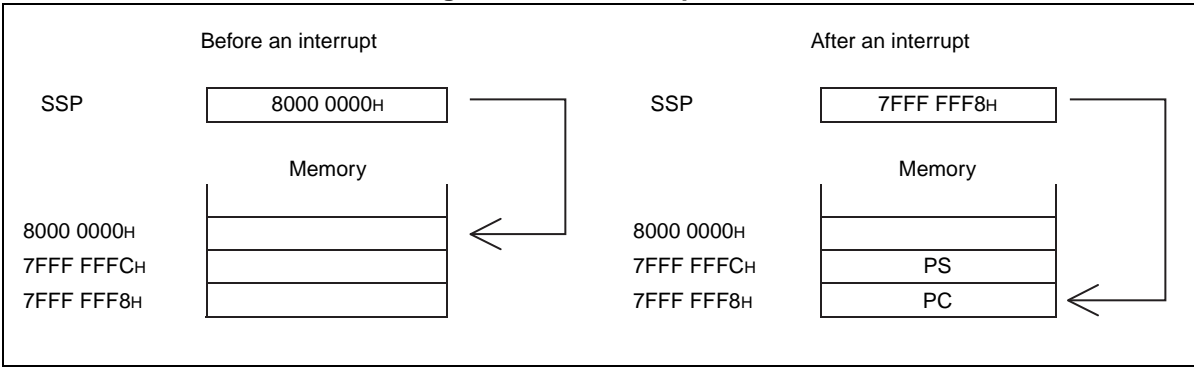 Before an interrupt After an interrupt
SSP 8000 0000H SSP 7FFF FFF8H
Memory Memory
8000 0000H 8000 0000H
7FFF FFFCH 7FFF FFFCH PS
7FFF FFF8H 7FFF FFF8H PC